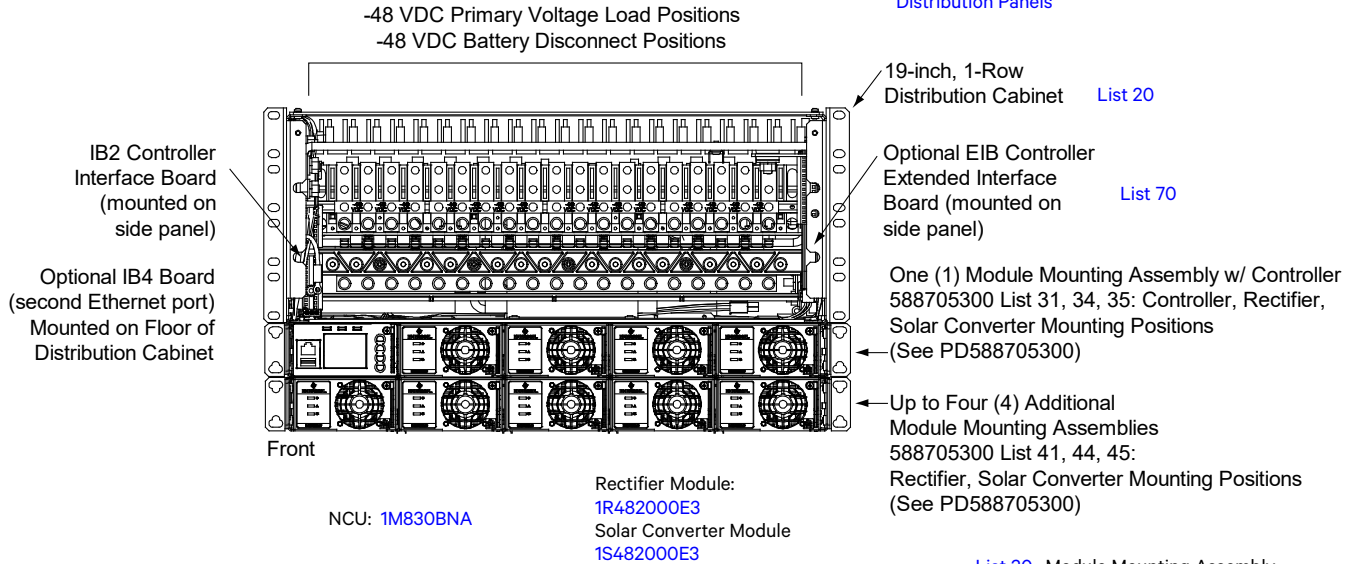 -48 VDC Primary Voltage Load Positions
-48 VDC Battery Disconnect Positions
Distribution Panels
19-inch, 1-Row
Distribution Cabinet
List 20
IB2 Controller
Interface Board
(mounted on
side panel)
Optional EIB Controller
Extended Interface
Board (mounted on
side panel)
List 70
Optional IB4 Board
(second Ethernet port)
Mounted on Floor of
Distribution Cabinet
One (1) Module Mounting Assembly w/ Controller
588705300 List 31, 34, 35: Controller, Rectifier,
Solar Converter Mounting Positions
(See PD588705300)
Up to Four (4) Additional
Module Mounting Assemblies
588705300 List 41, 44, 45:
Rectifier, Solar Converter Mounting Positions
(See PD588705300)
Front
NCU: 1M830BNA
Rectifier Module:
1R482000E3
Solar Converter Module
1S482000E3
Module Mounting Assembly